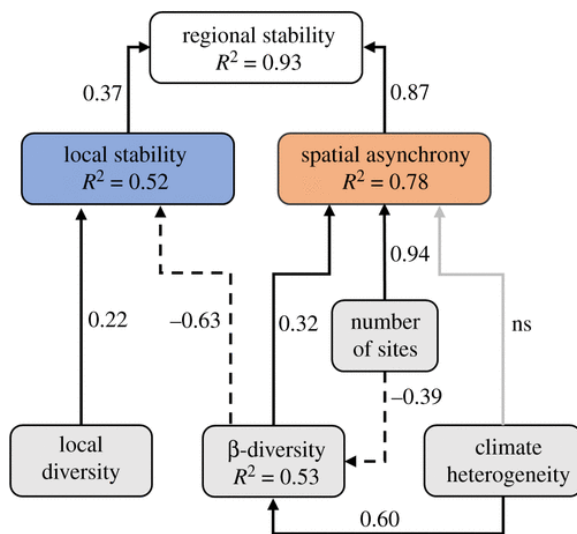 regional stability
R² = 0.93
0.37
0.87
local stability
R² = 0.52
spatial asynchrony
R² = 0.78
0.94
0.22
–0.63
0.32
number
of sites
ns
–0.39
local
diversity
β-diversity
R² = 0.53
climate
heterogeneity
0.60